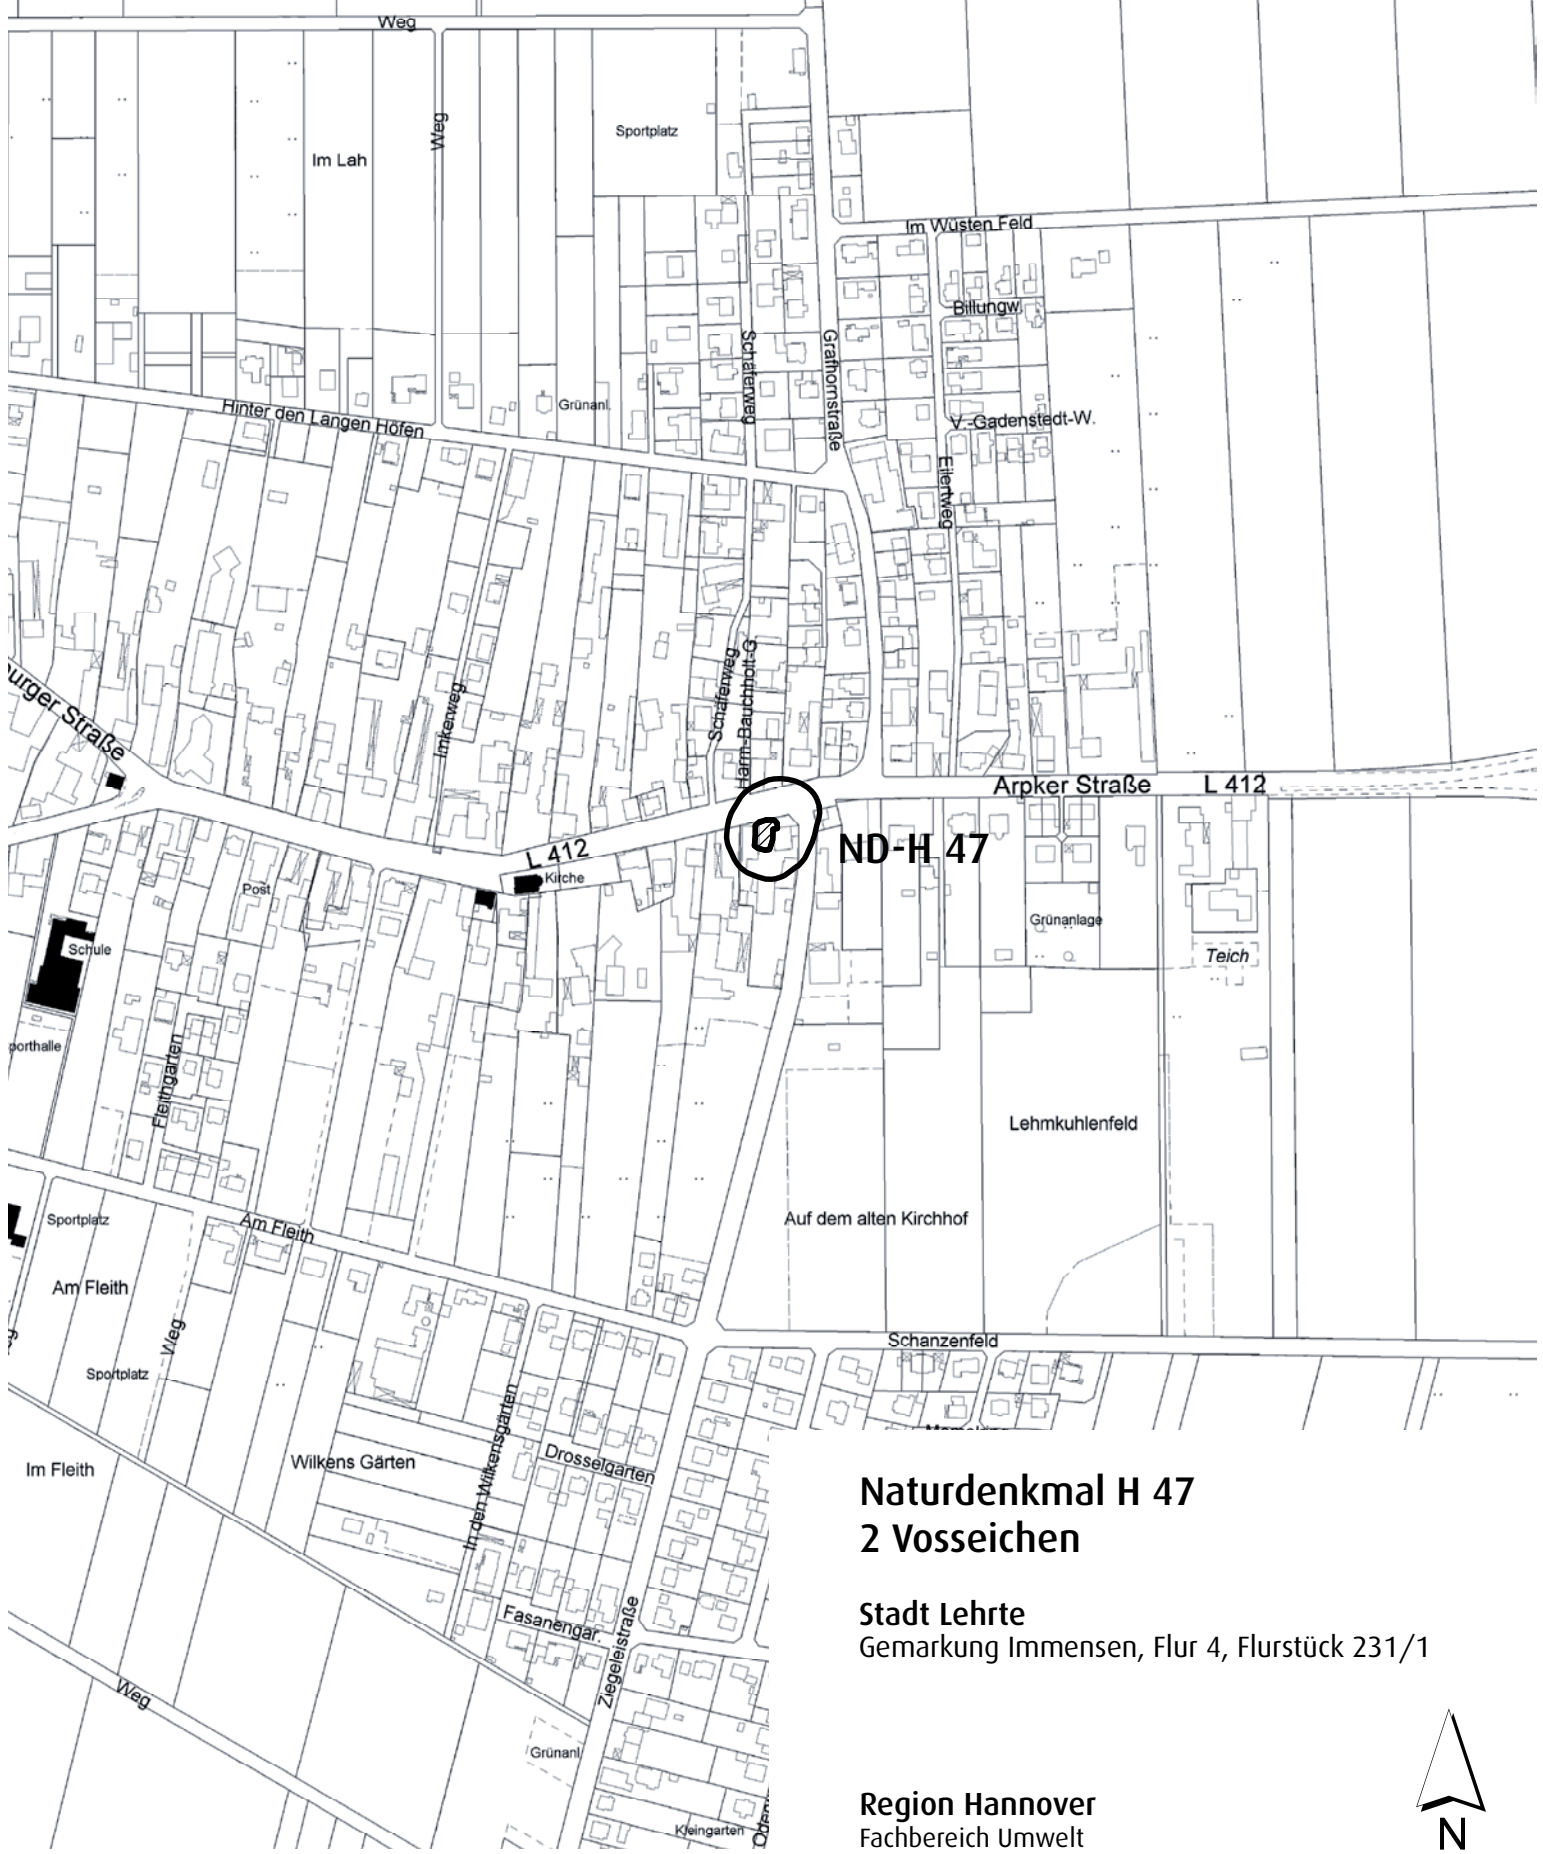 Weg
Weg
Im Lah
Sportplatz
Im Wüsten Feld
Billungw.
Schäferweg
Grafhornstraße
Grünanl.
Hinter den Langen Höfen
V.-Gadenstedt-W.
Eilertweg
Schäferweg
Harm-Bauchholt-G
Imkerweg
burger Straße
Arpker Straße L 412
ND-H 47
L 412
Kirche
Post
Schule
Grünanlage
Teich
porthalle
Fleithgarten
Lehmkuhlenfeld
Auf dem alten Kirchhof
Sportplatz
Am Fleith
Am Fleith
Weg
Schanzenfeld
Sportplatz
Im Fleith
Wilkens Gärten
In den Wilkensgärten
Drosselgarten
Fasanengar.
Ziegeleistraße
Weg
Grünanl.
Kleingarten
Naturdenkmal H 47
2 Vosseichen
Stadt Lehrte
Gemarkung Immensen, Flur 4, Flurstück 231/1
Region Hannover
Fachbereich Umwelt
N